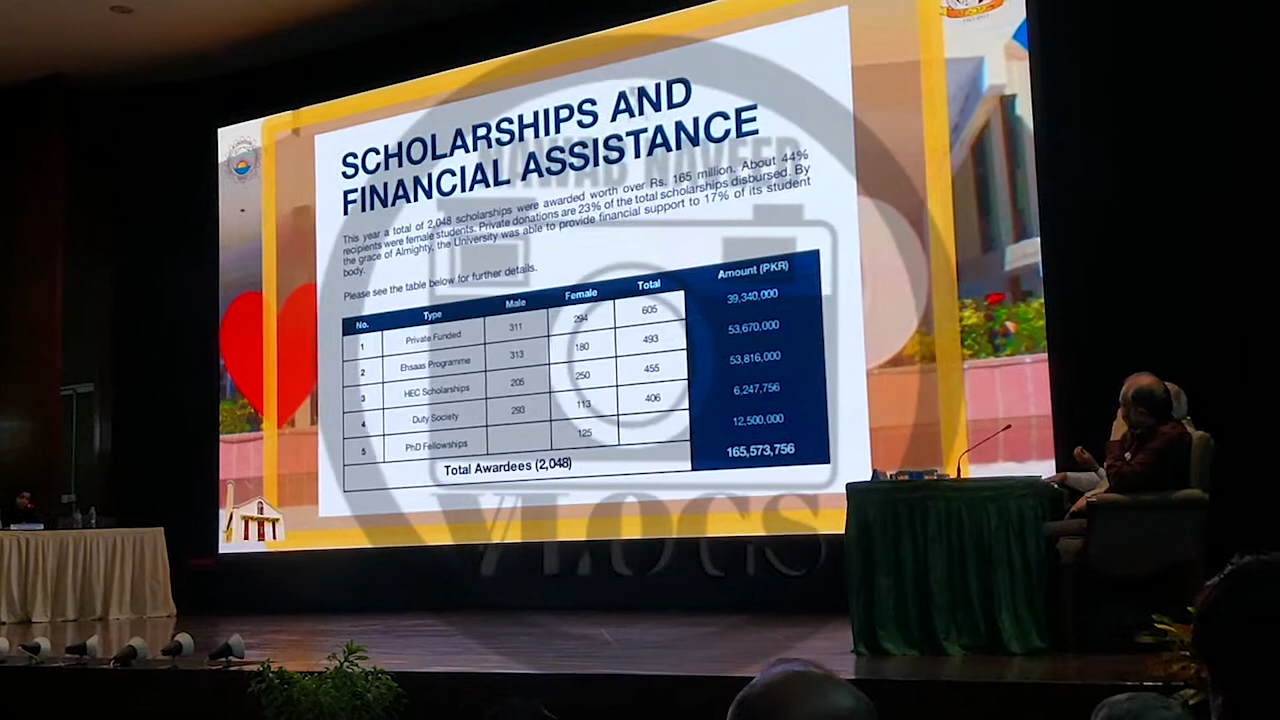 SCHOLARSHIPS AND
FINANCIAL ASSISTANCE
This year a total of 2,048 scholarships were awarded worth over Rs. 165 million. About 44%
recipients were female students. Private donations are 23% of the total scholarships disbursed. By
the grace of Almighty, the University was able to provide financial support to 17% of its student
body.
Please see the table below for further details.
No. Type Male Female Total Amount (PKR)
1 Private Funded 311 294 605 39,340,000
2 Ehsaas Programme 313 180 493 53,670,000
3 HEC Scholarships 205 250 455 53,816,000
4 Duty Society 293 113 406 6,247,756
5 PhD Fellowships 125 12,500,000
Total Awardees (2,048) 165,573,756
VLOGS